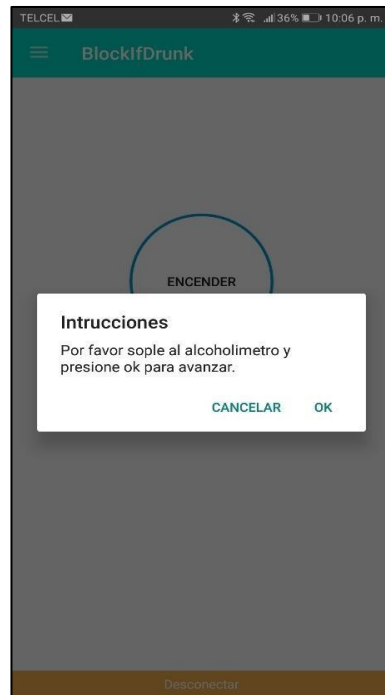 TELCEL 36% 10:06 p. m.
BlockIfDrunk
ENCENDER
Intrucciones
Por favor sople al alcoholimetro y
presione ok para avanzar.
CANCELAR OK
Desconectar